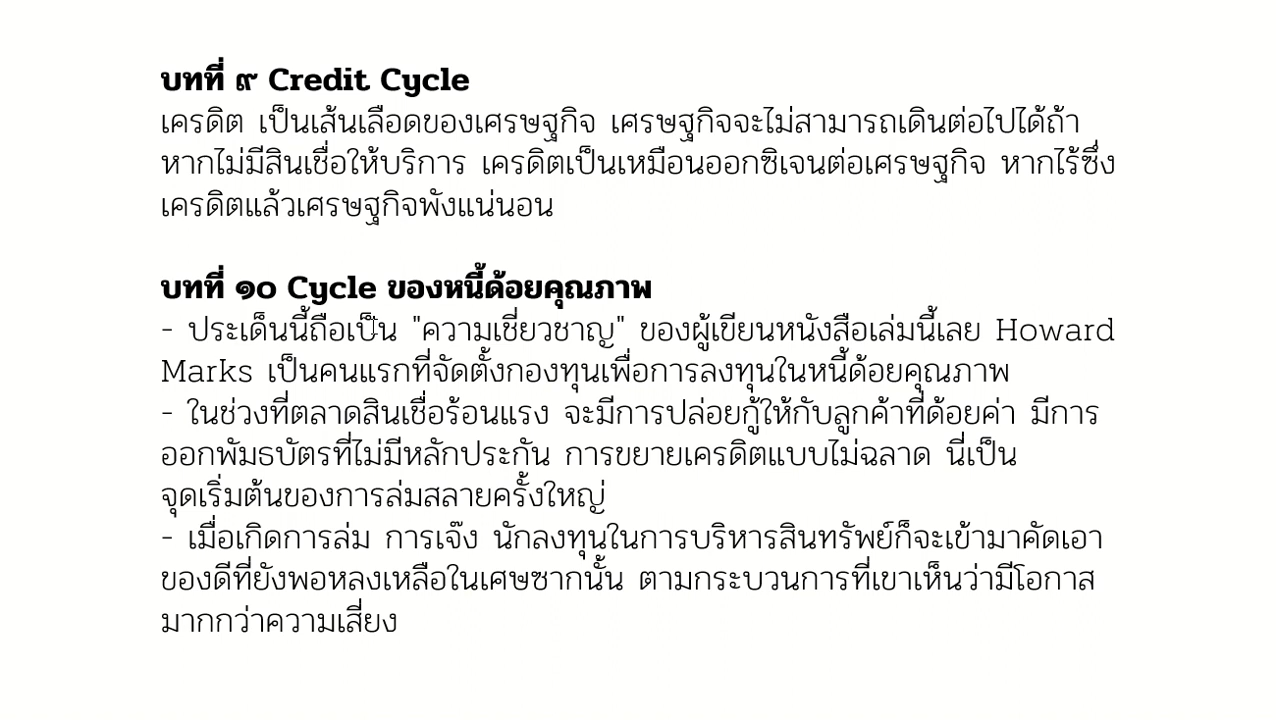 บทที่ ๙ Credit Cycle
เครดิต เป็นเส้นเลือดของเศรษฐกิจ เศรษฐกิจจะไม่สามารถเดินต่อไปได้ถ้า
หากไม่มีสินเชื่อให้บริการ เครดิตเป็นเหมือนออกซิเจนต่อเศรษฐกิจ หากไร้ซึ่ง
เครดิตแล้วเศรษฐกิจพังแน่นอน
บทที่ ๑๐ Cycle ของหนี้ด้อยคุณภาพ
- ประเด็นนี้ถือเป็น "ความเชี่ยวชาญ" ของผู้เขียนหนังสือเล่มนี้เลย Howard
Marks เป็นคนแรกที่จัดตั้งกองทุนเพื่อการลงทุนในหนี้ด้อยคุณภาพ
- ในช่วงที่ตลาดสินเชื่อร้อนแรง จะมีการปล่อยกู้ให้กับลูกค้าที่ด้อยค่า มีการ
ออกพัมธบัตรที่ไม่มีหลักประกัน การขยายเครดิตแบบไม่ฉลาด นี่เป็น
จุดเริ่มต้นของการล่มสลายครั้งใหญ่
- เมื่อเกิดการล่ม การเจ๊ง นักลงทุนในการบริหารสินทรัพย์ก็จะเข้ามาคัดเอา
ของดีที่ยังพอหลงเหลือในเศษซากนั้น ตามกระบวนการที่เขาเห็นว่ามีโอกาส
มากกว่าความเสี่ยง